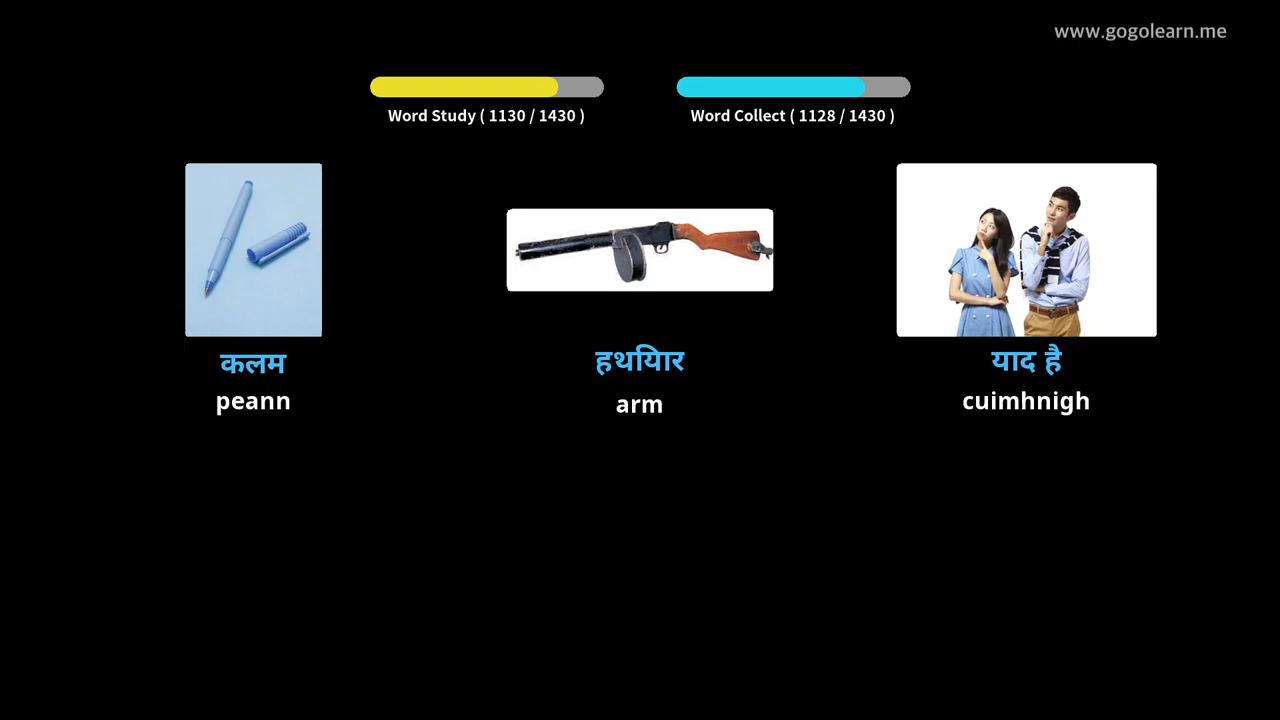 www.gogolearn.me
Word Study ( 1130 / 1430 )
Word Collect ( 1128 / 1430 )
कलम
हथियार
याद है
peann
arm
cuimhnigh